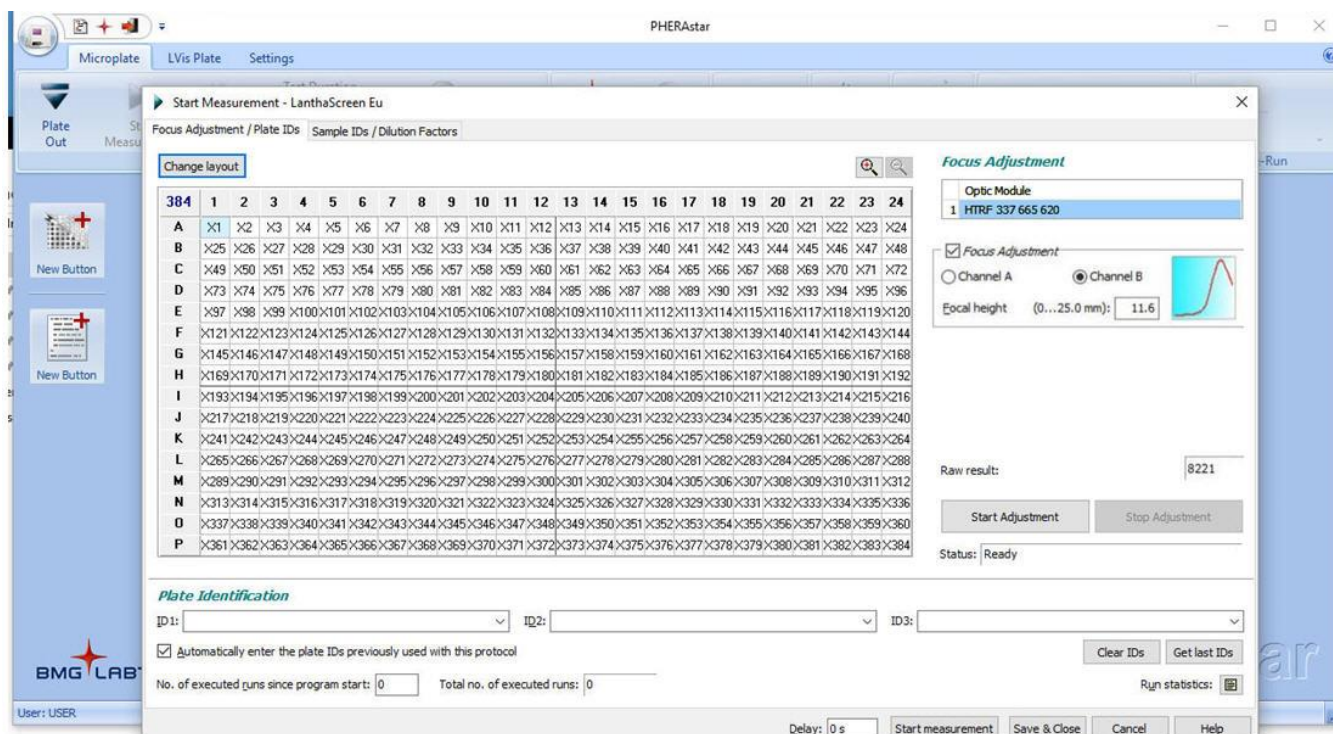 PHERAstar
Microplate LVis Plate Settings
Plate Out
Start Measurement - LanthaScreen Eu
Focus Adjustment / Plate IDs Sample IDs / Dilution Factors
Change layout
384 1 2 3 4 5 6 7 8 9 10 11 12 13 14 15 16 17 18 19 20 21 22 23 24
A X1 X2 X3 X4 X5 X6 X7 X8 X9 X10 X11 X12 X13 X14 X15 X16 X17 X18 X19 X20 X21 X22 X23 X24
B X25 X26 X27 X28 X29 X30 X31 X32 X33 X34 X35 X36 X37 X38 X39 X40 X41 X42 X43 X44 X45 X46 X47 X48
C X49 X50 X51 X52 X53 X54 X55 X56 X57 X58 X59 X60 X61 X62 X63 X64 X65 X66 X67 X68 X69 X70 X71 X72
D X73 X74 X75 X76 X77 X78 X79 X80 X81 X82 X83 X84 X85 X86 X87 X88 X89 X90 X91 X92 X93 X94 X95 X96
E X97 X98 X99 X100 X101 X102 X103 X104 X105 X106 X107 X108 X109 X110 X111 X112 X113 X114 X115 X116 X117 X118 X119 X120
F X121 X122 X123 X124 X125 X126 X127 X128 X129 X130 X131 X132 X133 X134 X135 X136 X137 X138 X139 X140 X141 X142 X143 X144
G X145 X146 X147 X148 X149 X150 X151 X152 X153 X154 X155 X156 X157 X158 X159 X160 X161 X162 X163 X164 X165 X166 X167 X168
H X169 X170 X171 X172 X173 X174 X175 X176 X177 X178 X179 X180 X181 X182 X183 X184 X185 X186 X187 X188 X189 X190 X191 X192
I X193 X194 X195 X196 X197 X198 X199 X200 X201 X202 X203 X204 X205 X206 X207 X208 X209 X210 X211 X212 X213 X214 X215 X216
J X217 X218 X219 X220 X221 X222 X223 X224 X225 X226 X227 X228 X229 X230 X231 X232 X233 X234 X235 X236 X237 X238 X239 X240
K X241 X242 X243 X244 X245 X246 X247 X248 X249 X250 X251 X252 X253 X254 X255 X256 X257 X258 X259 X260 X261 X262 X263 X264
L X265 X266 X267 X268 X269 X270 X271 X272 X273 X274 X275 X276 X277 X278 X279 X280 X281 X282 X283 X284 X285 X286 X287 X288
M X289 X290 X291 X292 X293 X294 X295 X296 X297 X298 X299 X300 X301 X302 X303 X304 X305 X306 X307 X308 X309 X310 X311 X312
N X313 X314 X315 X316 X317 X318 X319 X320 X321 X322 X323 X324 X325 X326 X327 X328 X329 X330 X331 X332 X333 X334 X335 X336
O X337 X338 X339 X340 X341 X342 X343 X344 X345 X346 X347 X348 X349 X350 X351 X352 X353 X354 X355 X356 X357 X358 X359 X360
P X361 X362 X363 X364 X365 X366 X367 X368 X369 X370 X371 X372 X373 X374 X375 X376 X377 X378 X379 X380 X381 X382 X383 X384
Focus Adjustment
Optic Module
1 HTRF 337 665 620
Focus Adjustment
Channel A Channel B
Focal height (0...25.0 mm): 11.6
Raw result: 8221
Start Adjustment Stop Adjustment
Status: Ready
-Run
New Button
New Button
Plate Identification
ID1: ID2: ID3:
Automatically enter the plate IDs previously used with this protocol
Clear IDs Get last IDs
No. of executed runs since program start: 0 Total no. of executed runs: 0
Run statistics:
Delay: 0 s Start measurement Save & Close Cancel Help
BMG LAB
ar
User: USER